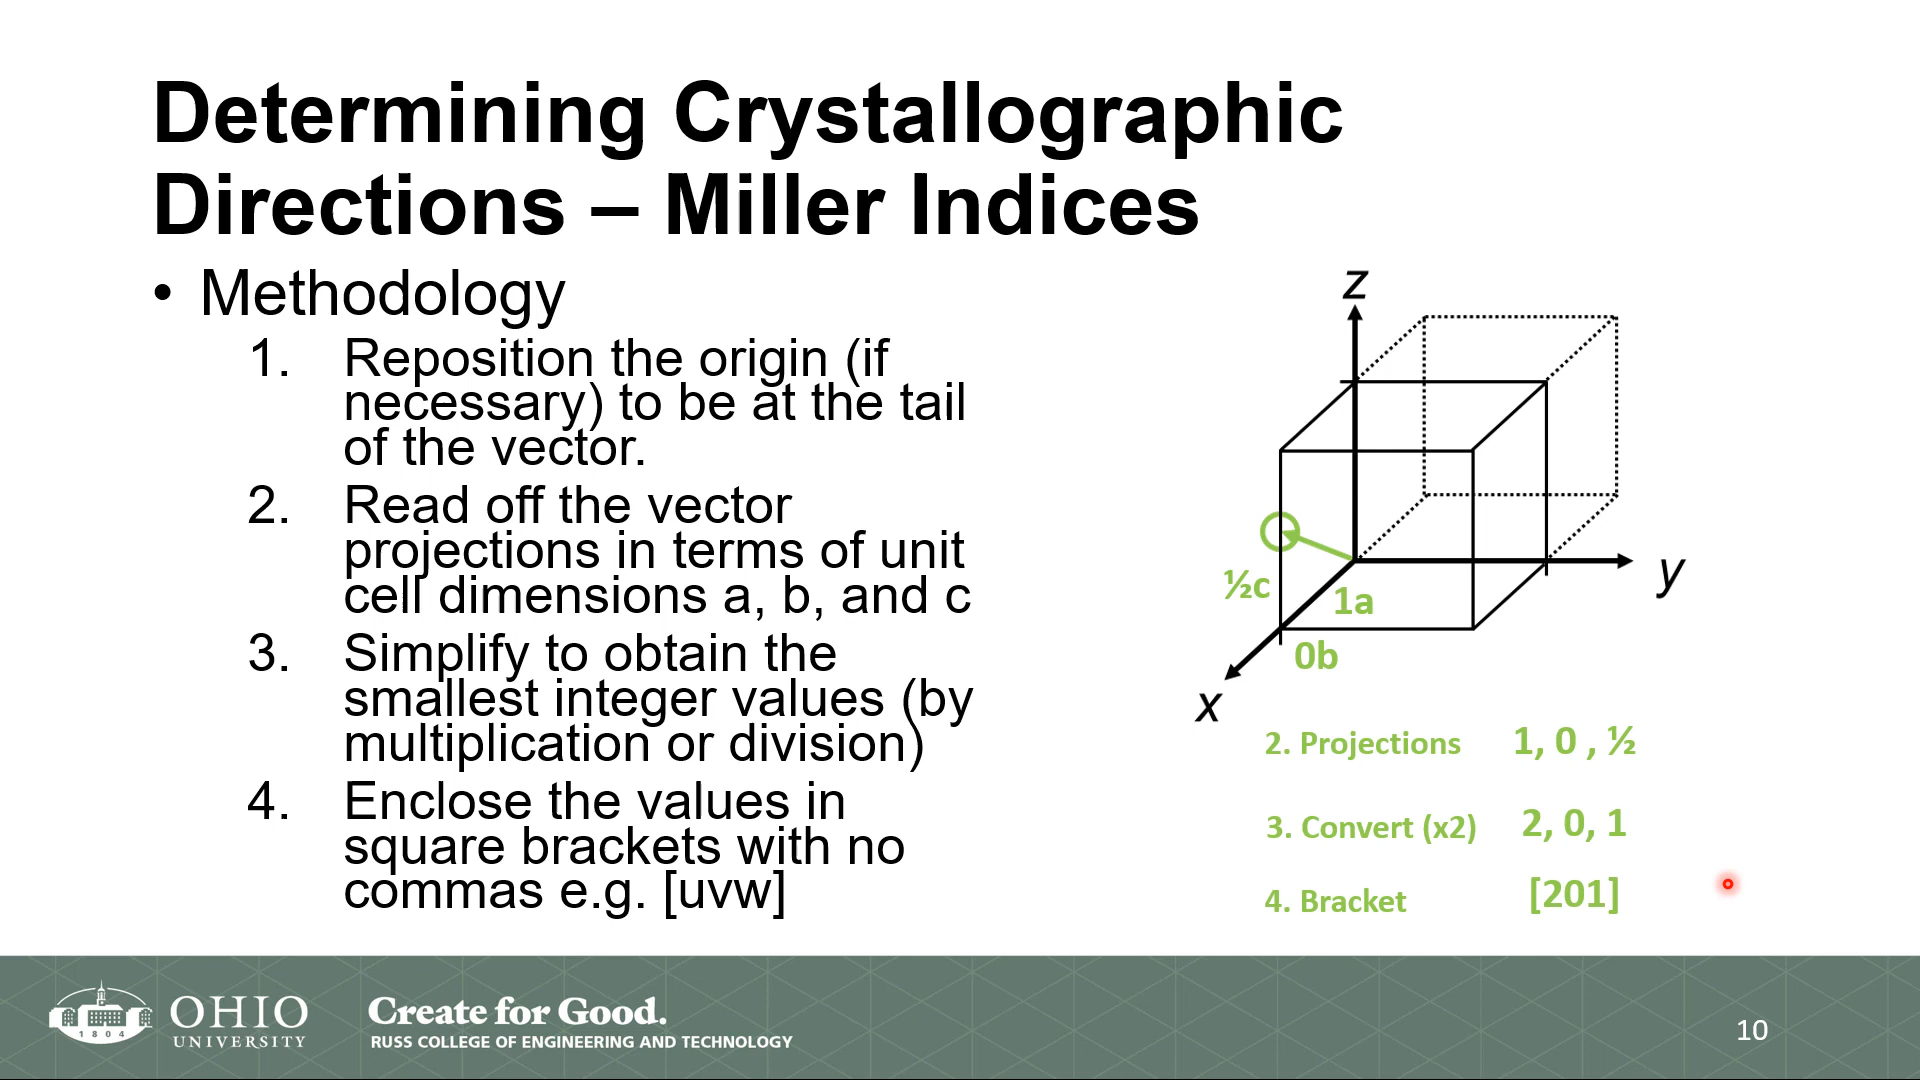 Determining Crystallographic
Directions – Miller Indices
• Methodology
1. Reposition the origin (if
necessary) to be at the tail
of the vector.
2. Read off the vector
projections in terms of unit
cell dimensions a, b, and c
3. Simplify to obtain the
smallest integer values (by
multiplication or division)
4. Enclose the values in
square brackets with no
commas e.g. [uvw]
z
y
½c
1a
0b
x
2. Projections 1, 0 , ½
3. Convert (x2) 2, 0, 1
4. Bracket [201]
1804
OHIO
UNIVERSITY
Create for Good.
RUSS COLLEGE OF ENGINEERING AND TECHNOLOGY
10